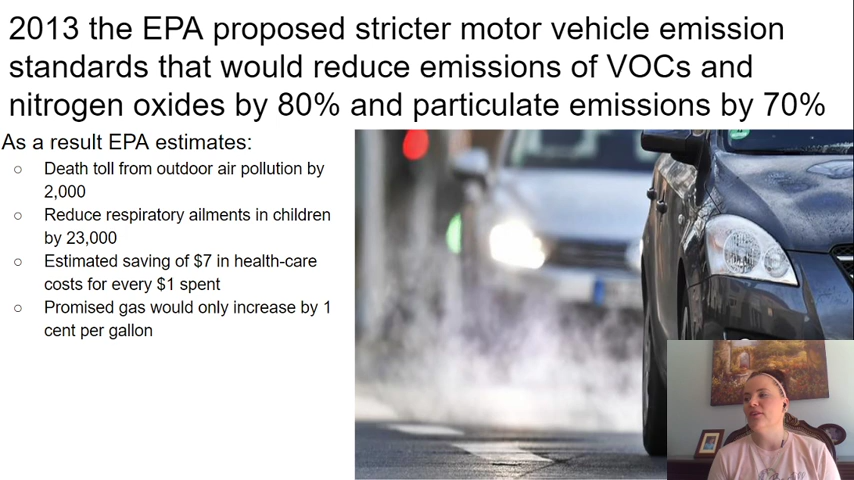 2013 the EPA proposed stricter motor vehicle emission
standards that would reduce emissions of VOCs and
nitrogen oxides by 80% and particulate emissions by 70%
As a result EPA estimates:
Death toll from outdoor air pollution by
2,000
Reduce respiratory ailments in children
by 23,000
Estimated saving of $7 in health-care
costs for every $1 spent
Promised gas would only increase by 1
cent per gallon